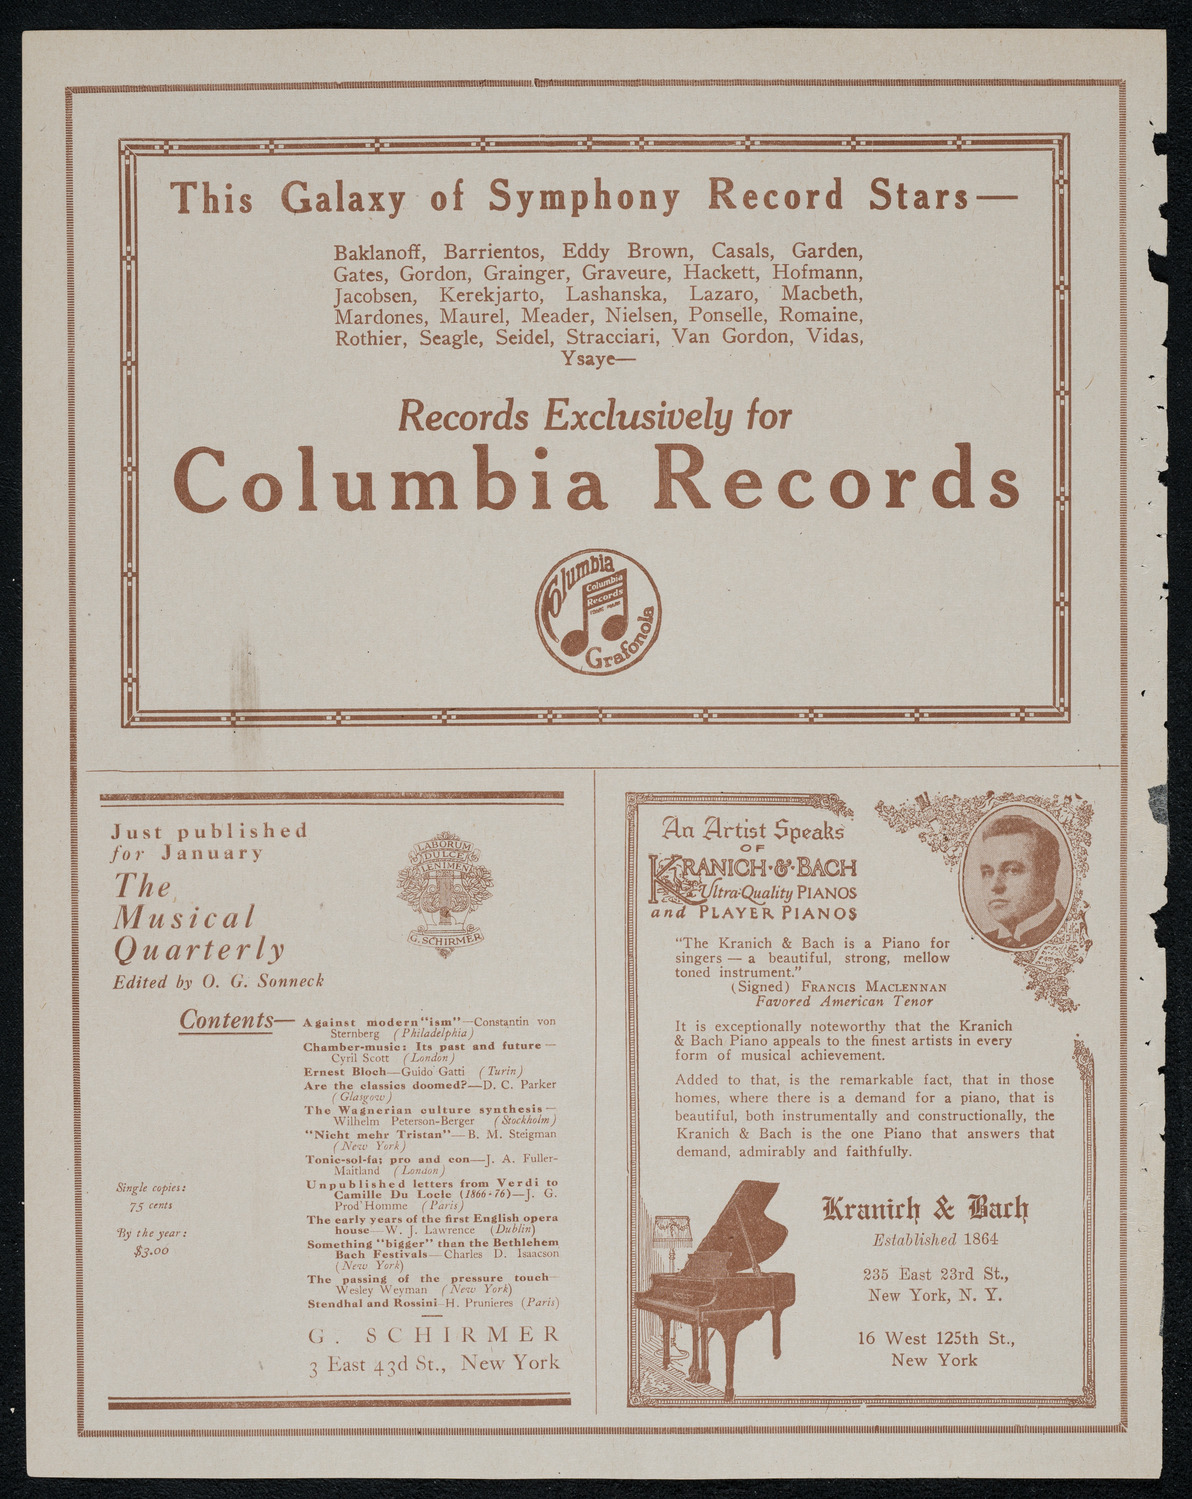 This Galaxy of Symphony Record Stars—
Baklanoff, Barrientos, Eddy Brown, Casals, Garden,
Gates, Gordon, Grainger, Graveure, Hackett, Hofmann,
Jacobsen, Kerekjarto, Lashanska, Lazaro, Macbeth,
Mardones, Maurel, Meader, Nielsen, Ponselle, Romaine,
Rothier, Seagle, Seidel, Stracciari, Van Gordon, Vidas,
Ysaye—
Records Exclusively for
Columbia Records
Columbia
Columbia
Records
Grafonola
Just published
for January
The
Musical
Quarterly
Edited by O. G. Sonneck
LABORUM
DULCE
LENIMEN
G. SCHIRMER
Contents—
Against modern "ism"—Constantin von
Sternberg (Philadelphia)
Chamber-music: Its past and future—
Cyril Scott (London)
Ernest Bloch—Guido Gatti (Turin)
Are the classics doomed?—D. C. Parker
(Glasgow)
The Wagnerian culture synthesis—
Wilhelm Peterson-Berger (Stockholm)
"Nicht mehr Tristan"—B. M. Steigman
(New York)
Tonic-sol-fa; pro and con—J. A. Fuller-
Maitland (London)
Unpublished letters from Verdi to
Camille Du Locle (1866-76)—J. G.
Prod'Homme (Paris)
The early years of the first English opera
house—W. J. Lawrence (Dublin)
Something "bigger" than the Bethlehem
Bach Festivals—Charles D. Isaacson
(New York)
The passing of the pressure touch—
Wesley Weyman (New York)
Stendhal and Rossini—H. Prunieres (Paris)
Single copies:
75 cents
By the year:
$3.00
G. SCHIRMER
3 East 43d St., New York
An Artist Speaks
OF
KRANICH & BACH
Ultra-Quality PIANOS
and PLAYER PIANOS
"The Kranich & Bach is a Piano for
singers — a beautiful, strong, mellow
toned instrument."
(Signed) FRANCIS MACLENNAN
Favored American Tenor
It is exceptionally noteworthy that the Kranich
& Bach Piano appeals to the finest artists in every
form of musical achievement.
Added to that, is the remarkable fact, that in those
homes, where there is a demand for a piano, that is
beautiful, both instrumentally and constructionally, the
Kranich & Bach is the one Piano that answers that
demand, admirably and faithfully.
Kranich & Bach
Established 1864
235 East 23rd St.,
New York, N. Y.
16 West 125th St.,
New York